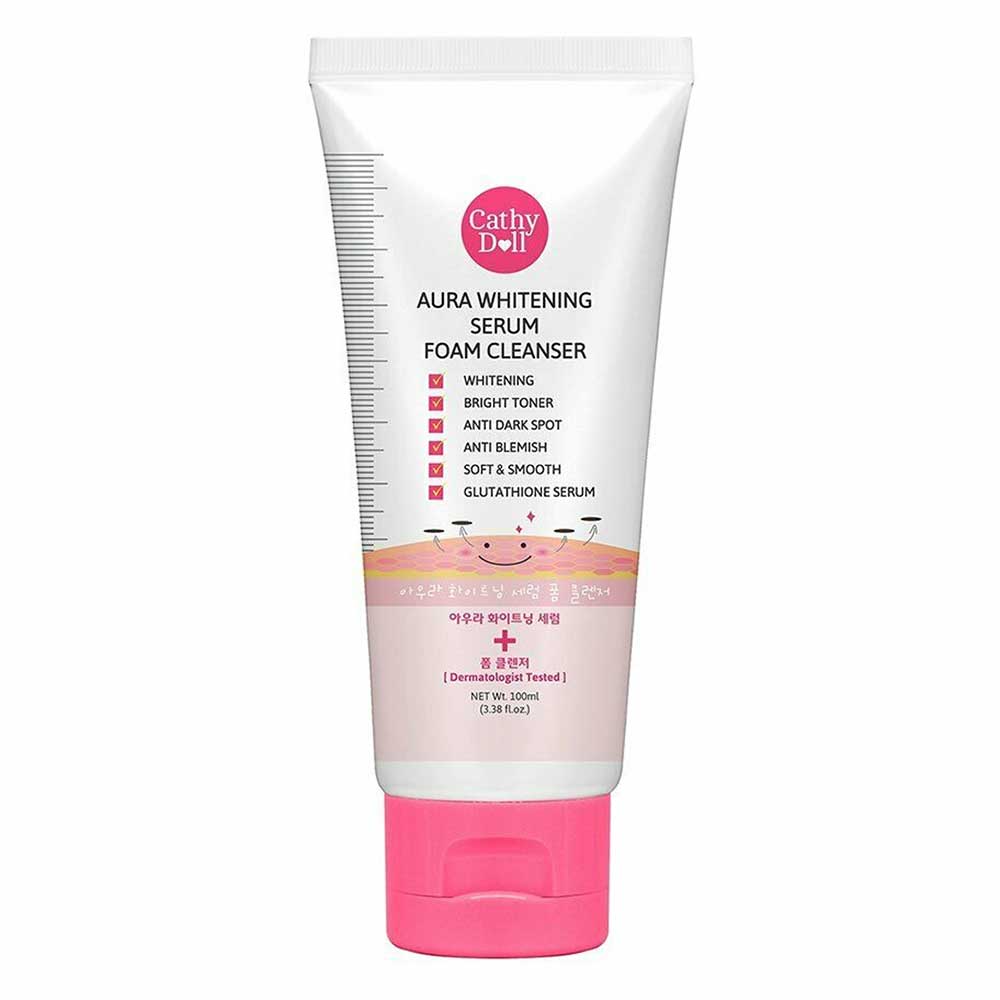 Cathy
Doll
AURA WHITENING
SERUM
FOAM CLEANSER
WHITENING
BRIGHT TONER
ANTI DARK SPOT
ANTI BLEMISH
SOFT & SMOOTH
GLUTATHIONE SERUM
아우라 화이트닝 세럼 폼 클렌저
아우라 화이트닝 세럼
+
폼 클렌저
[ Dermatologist Tested ]
NET Wt. 100ml
(3.38 fl.oz.)